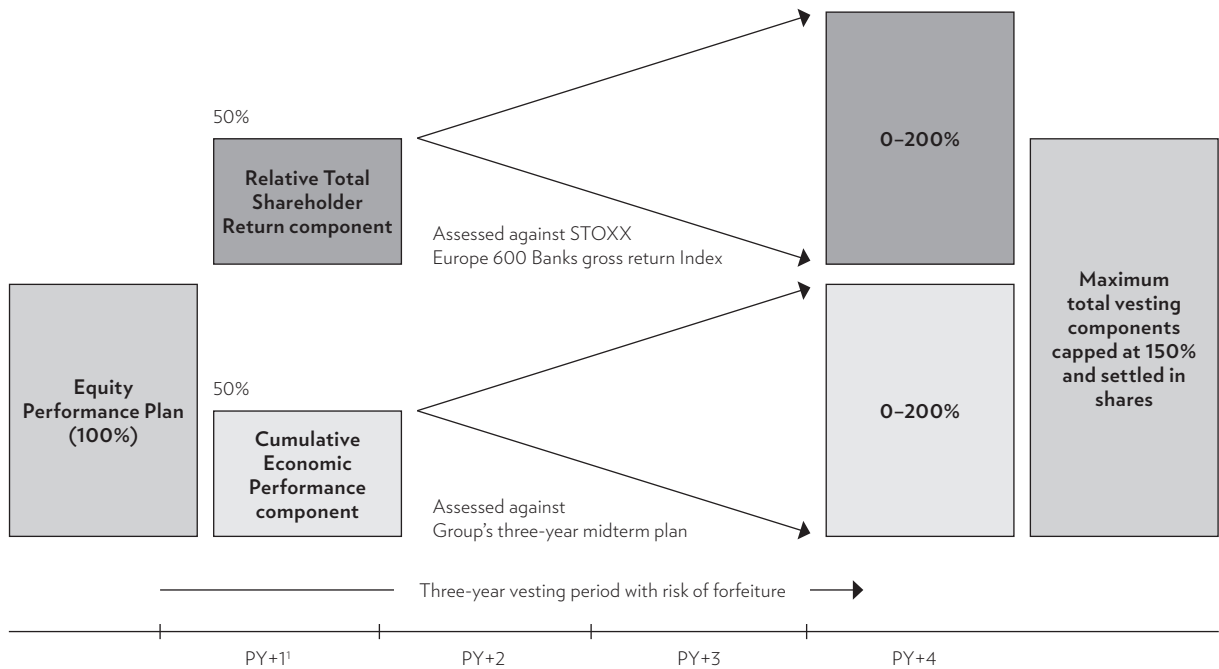 50%
Relative Total
Shareholder
Return component
Assessed against STOXX
Europe 600 Banks gross return Index
0–200%
Equity
Performance Plan
(100%)
50%
Cumulative
Economic
Performance
component
Assessed against
Group’s three-year midterm plan
0–200%
Maximum
total vesting
components
capped at 150%
and settled in
shares
Three-year vesting period with risk of forfeiture
PY+1¹
PY+2
PY+3
PY+4